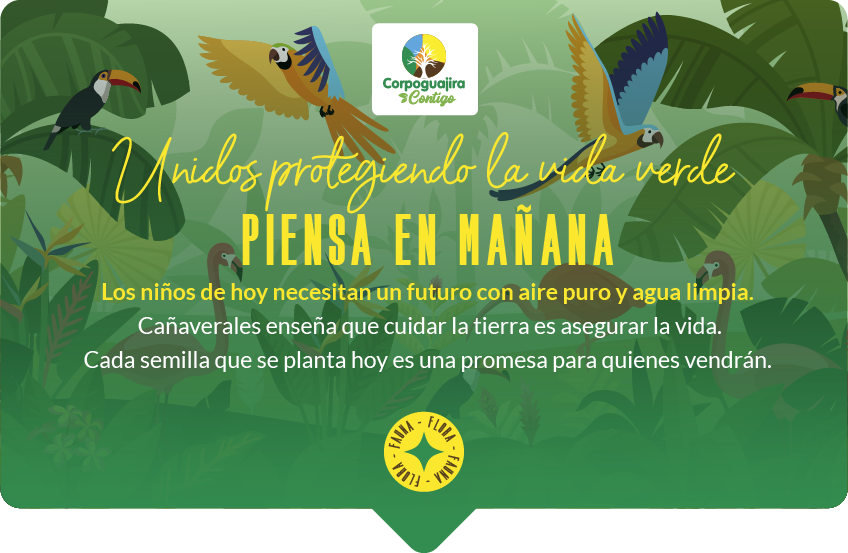 Corpoguajira
Contigo
Unidos protegiendo la vida verde
PIENSA EN MAÑANA
Los niños de hoy necesitan un futuro con aire puro y agua limpia.
Cañaverales enseña que cuidar la tierra es asegurar la vida.
Cada semilla que se planta hoy es una promesa para quienes vendrán.
FAUNA - FLORA - FAUNA - FLORA -